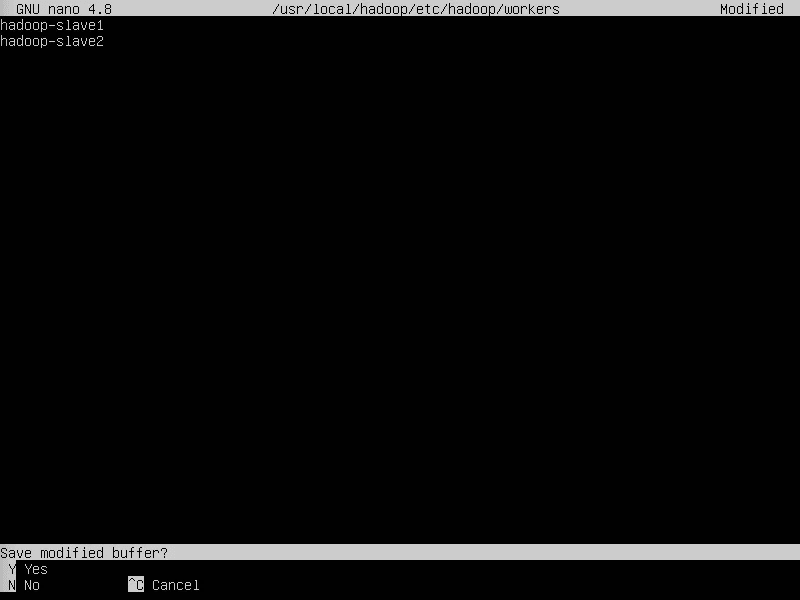 GNU nano 4.8 /usr/local/hadoop/etc/hadoop/workers Modified
hadoop-slave1
hadoop-slave2
Save modified buffer?
Y Yes
N No ^C Cancel